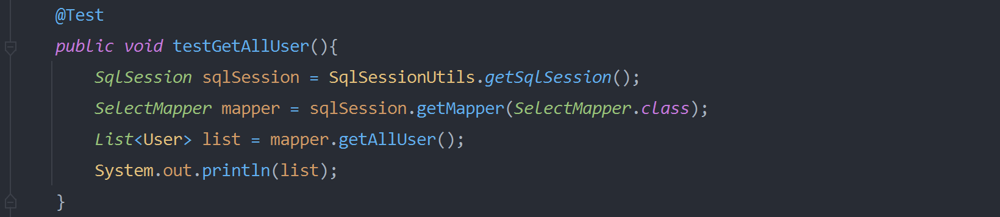 @Test
public void testGetAllUser(){
SqlSession sqlSession = SqlSessionUtils.getSqlSession();
SelectMapper mapper = sqlSession.getMapper(SelectMapper.class);
List<User> list = mapper.getAllUser();
System.out.println(list);
}